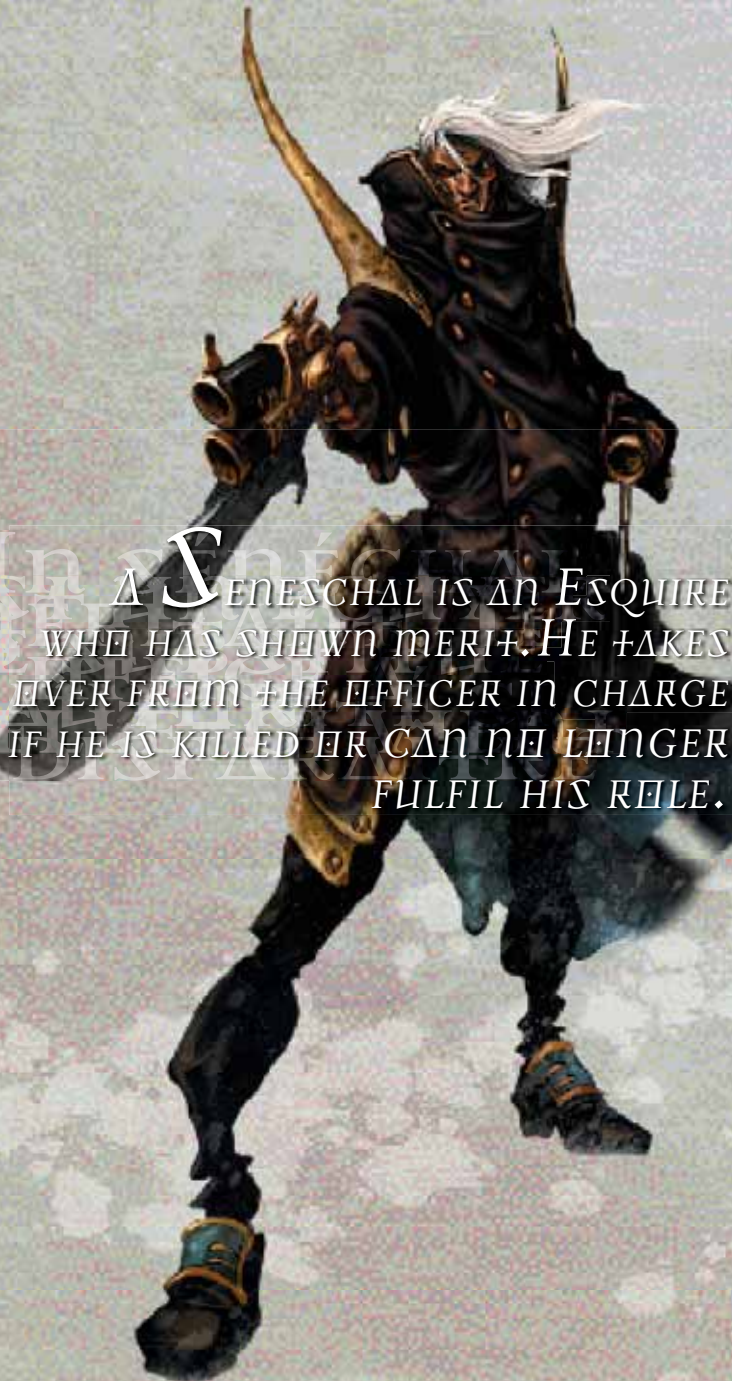 A Seneschal is an Esquire
who has shown merit. He takes
over from the officer in charge
if he is killed or can no longer
fulfil his role.